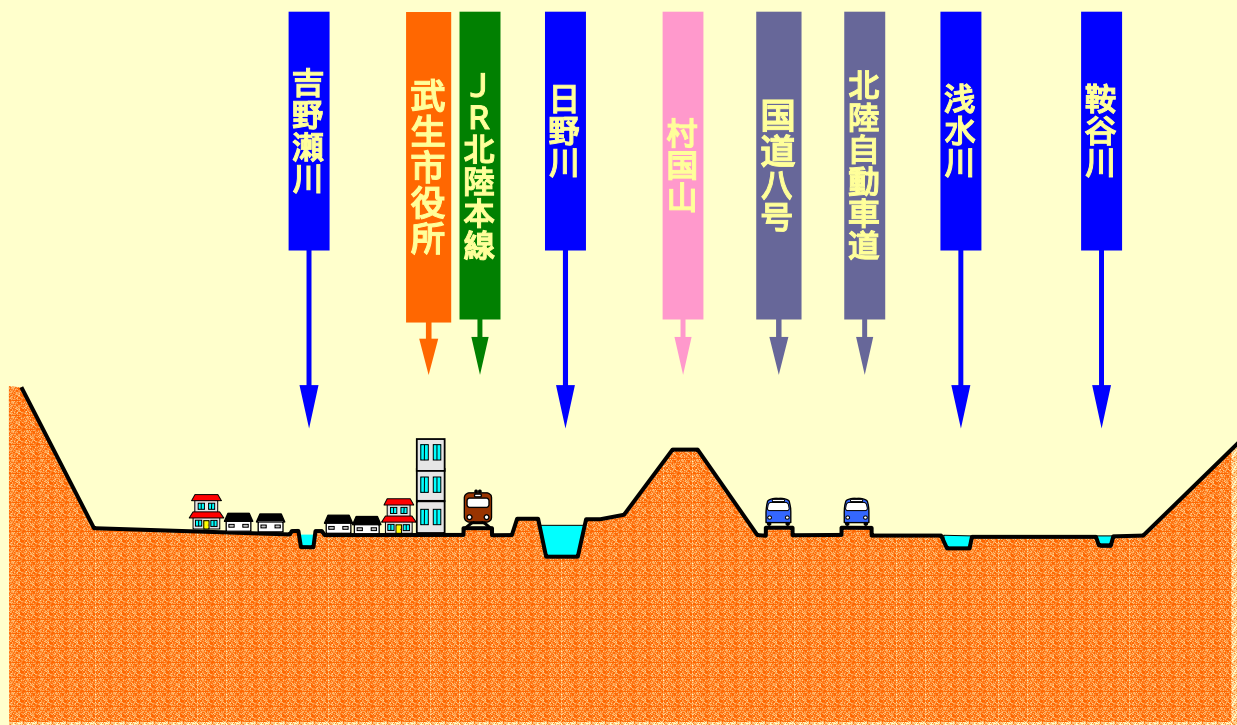 吉野瀬川
武生市役所
ＪＲ北陸本線
日野川
村国山
国道八号
北陸自動車道
浅水川
鞍谷川